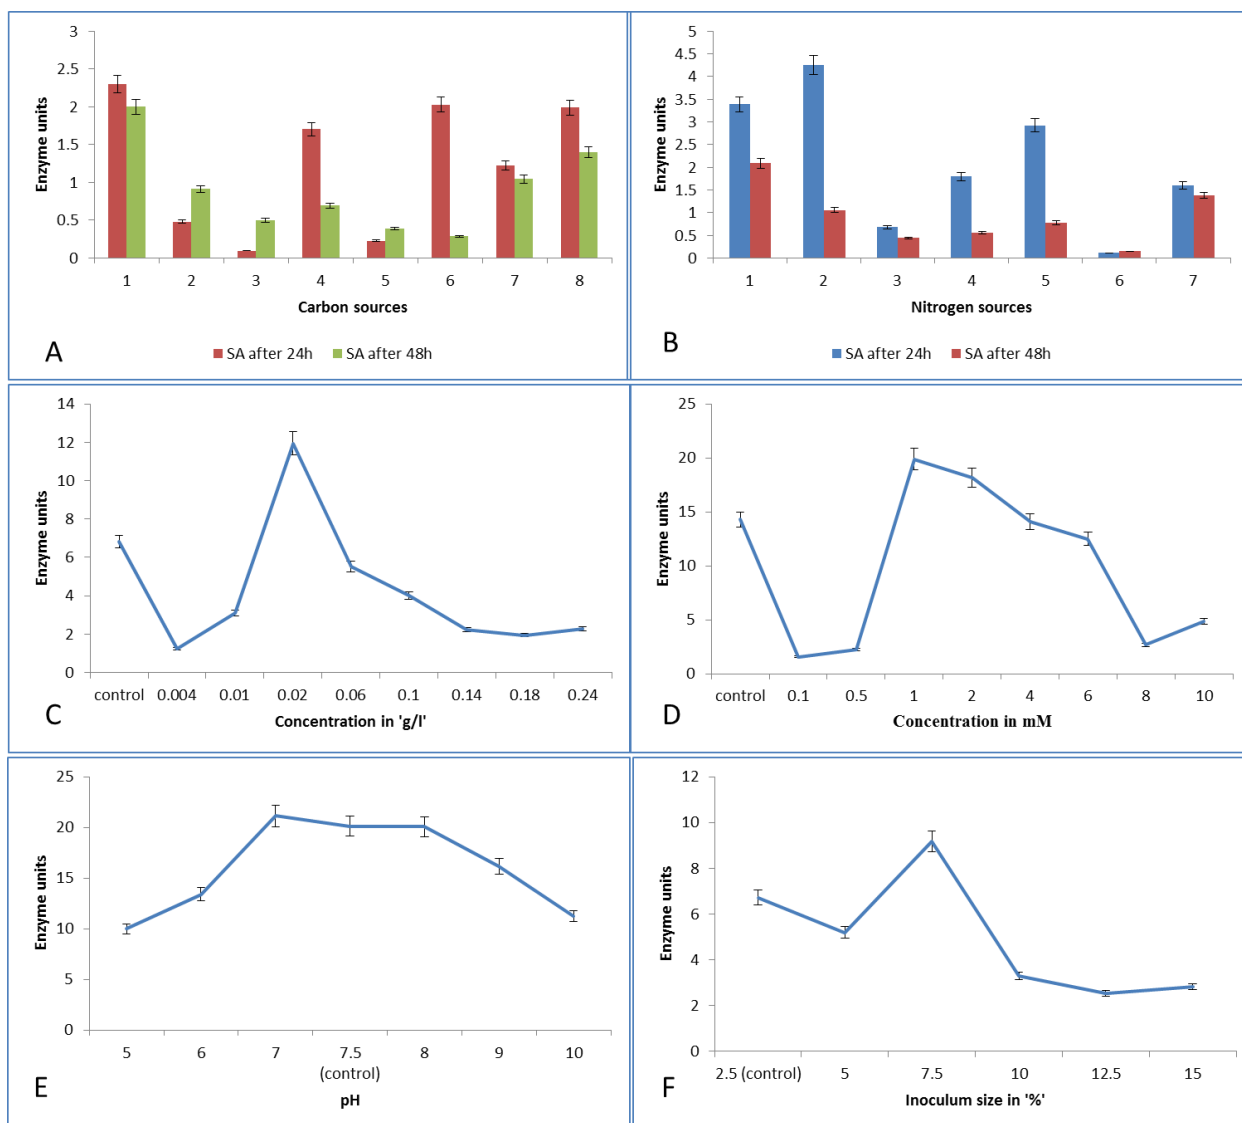 3
2.5
2
1.5
1
0.5
0
Enzyme units
1 2 3 4 5 6 7 8
Carbon sources
A
SA after 24h SA after 48h
5
4.5
4
3.5
3
2.5
2
1.5
1
0.5
0
Enzyme units
1 2 3 4 5 6 7
Nitrogen sources
B
SA after 24h SA after 48h
14
12
10
8
6
4
2
0
Enzyme units
control 0.004 0.01 0.02 0.06 0.1 0.14 0.18 0.24
C
Concentration in 'g/l'
25
20
15
10
5
0
Enzyme units
control 0.1 0.5 1 2 4 6 8 10
D
Concentration in mM
25
20
15
10
5
0
Enzyme units
5 6 7 7.5 8 9 10
(control)
E
pH
12
10
8
6
4
2
0
Enzyme units
2.5 (control) 5 7.5 10 12.5 15
F
Inoculum size in '%'